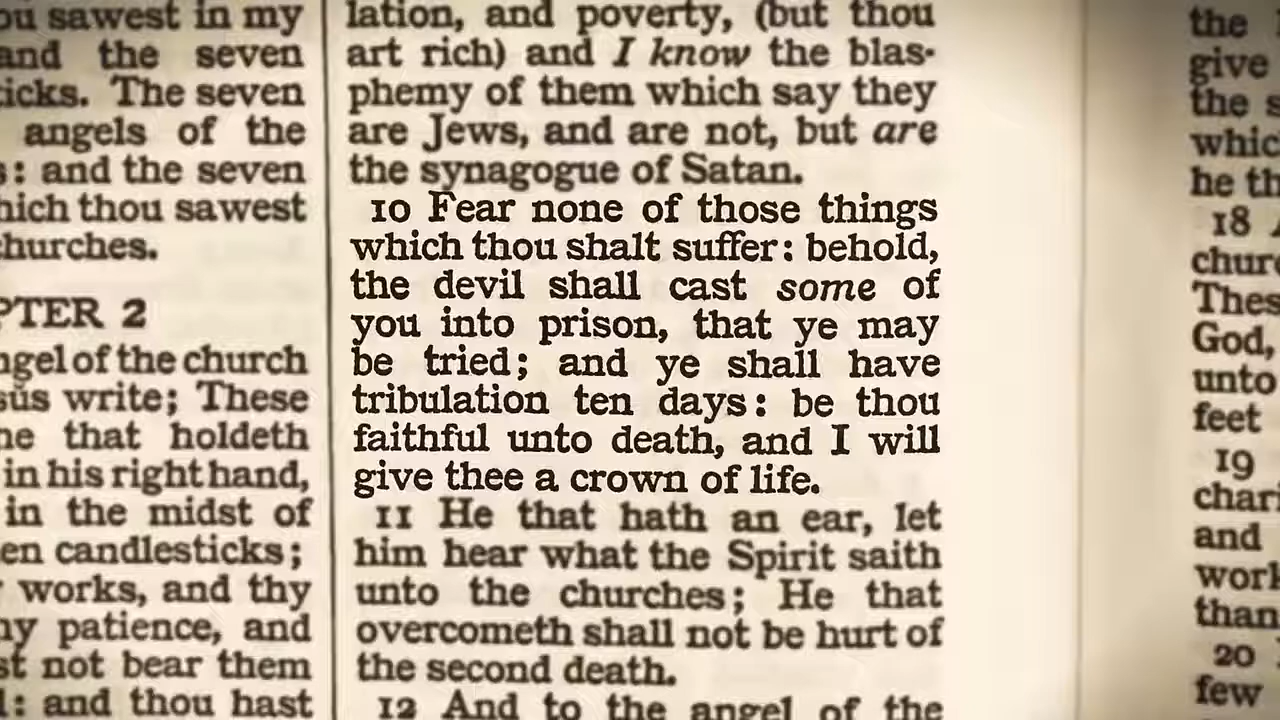 ou sawest in my
and the seven
icks. The seven
angels of the
s: and the seven
hich thou sawest
churches.
PTER 2
ngel of the church
sus write; These
he that holdeth
in his right hand,
in the midst of
en candlesticks;
works, and thy
hy patience, and
st not bear them
l: and thou hast
lation, and poverty, (but thou
art rich) and I know the blas-
phemy of them which say they
are Jews, and are not, but are
the synagogue of Satan.
10 Fear none of those things
which thou shalt suffer: behold,
the devil shall cast some of
you into prison, that ye may
be tried; and ye shall have
tribulation ten days: be thou
faithful unto death, and I will
give thee a crown of life.
11 He that hath an ear, let
him hear what the Spirit saith
unto the churches; He that
overcometh shall not be hurt of
the second death.
12 And to the angel of the
the
give
the s
whic
he th
18
churc
Thes
God,
unto
feet
19
chari
and
work
than
20
few